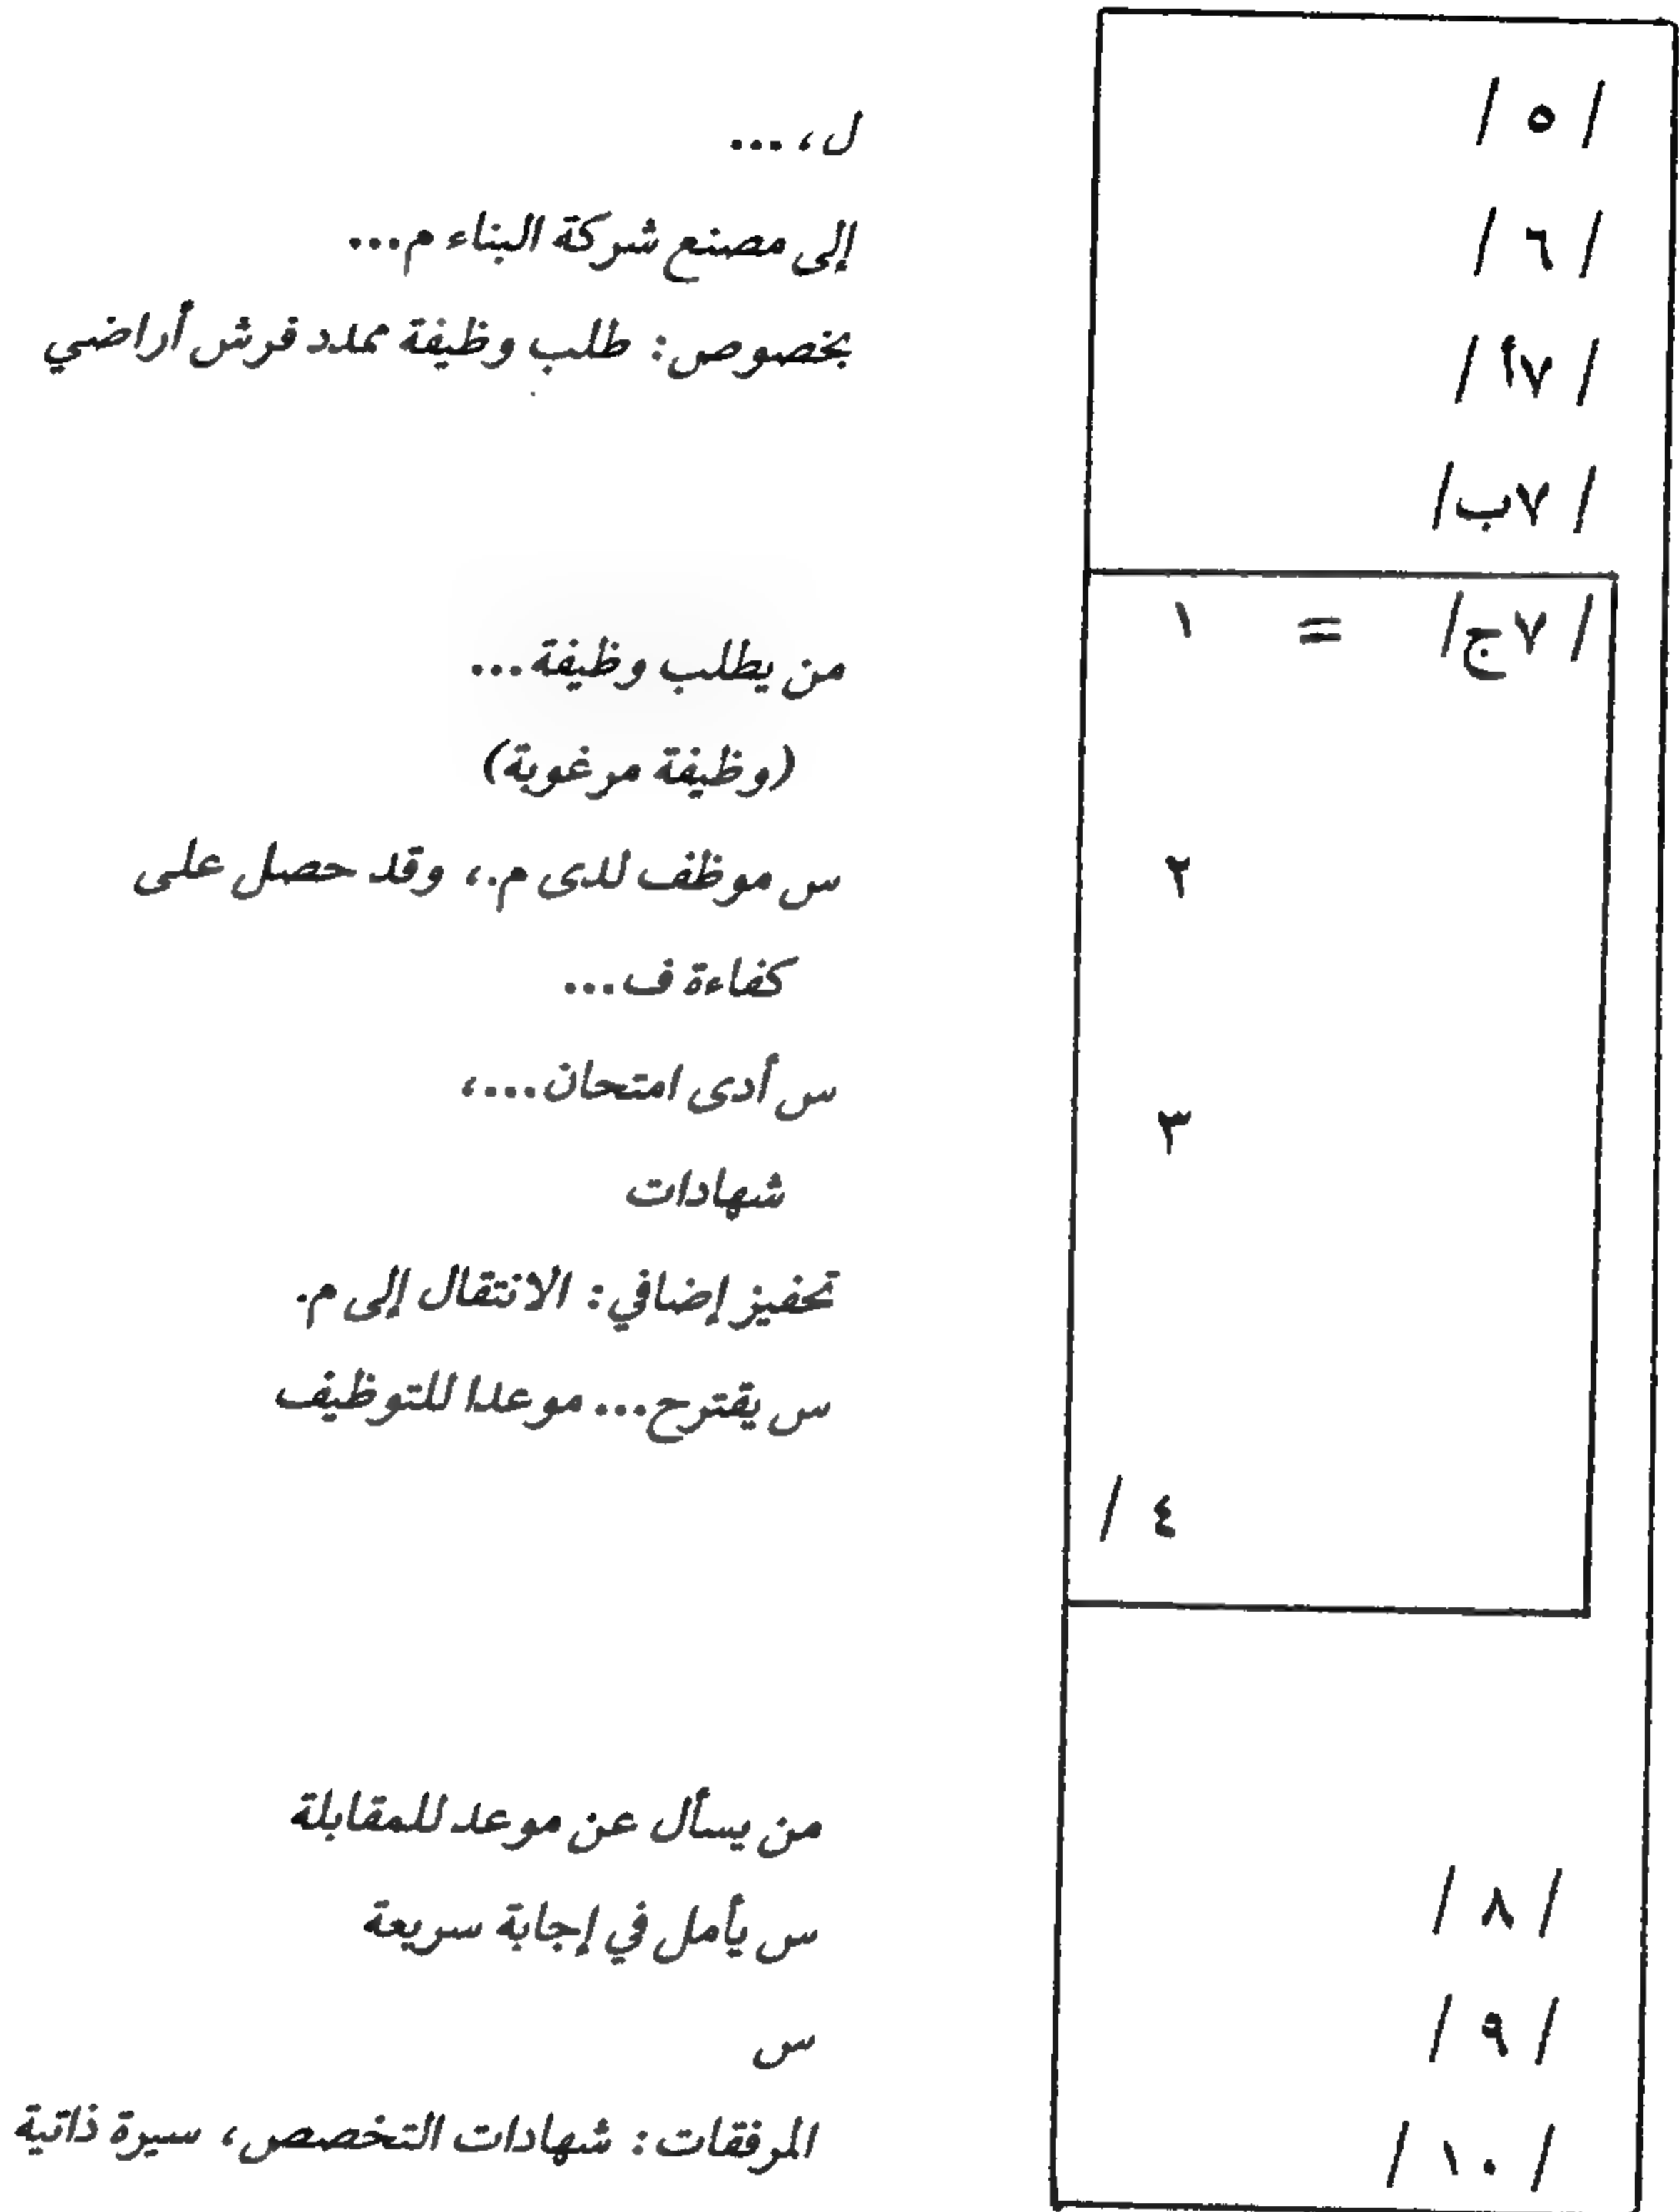 / ٥ /
ل، ...
/ ٦ /
إلى مصنع شركة البناء م...
/ ٧٩ /
بخصوص: طلب وظيفة ممدد فرش أراضي
/ ٧ب/
/ ٧ج/ = ١
من يطلب وظيفة...
(وظيفة مرغوبة)
٢
س موظف لدى م.، وقد حصل على
كفاءة ف...
س أدى امتحان....،
٣
شهادات
تحفيز إضافي: الانتقال إلى م.
س يقترح... موعدا للتوظيف
٤ /
من يسأل عن موعد للمقابلة
/ ٨ /
س يأمل في إجابة سريعة
/ ٩ /
س
/ ١٠ /
المرفقات: شهادات التخصص، سيرة ذاتية